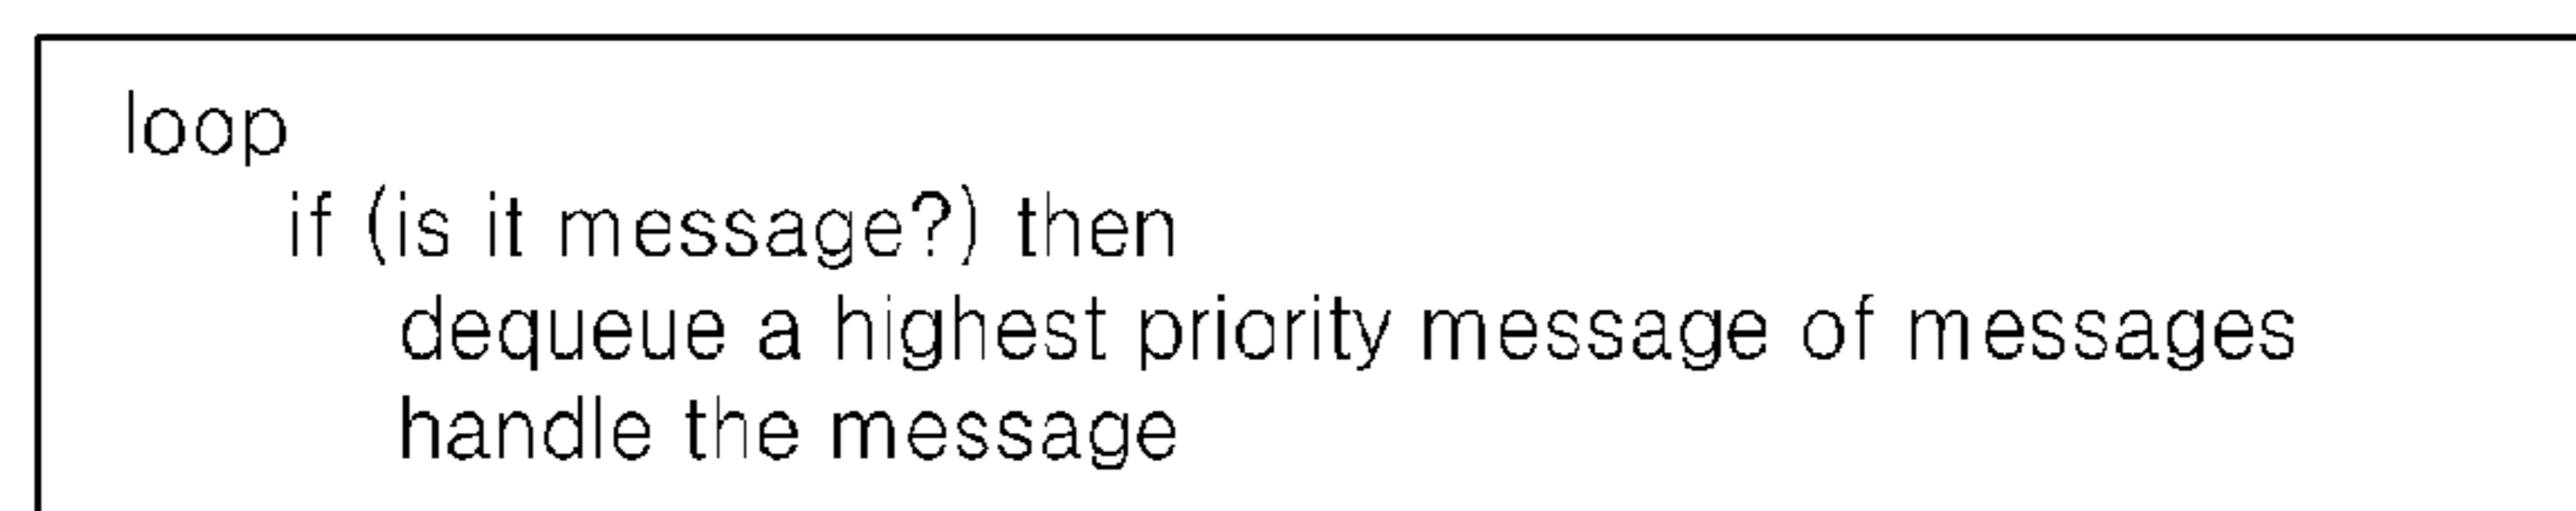 loop
if (is it message?) then
dequeue a highest priority message of messages
handle the message